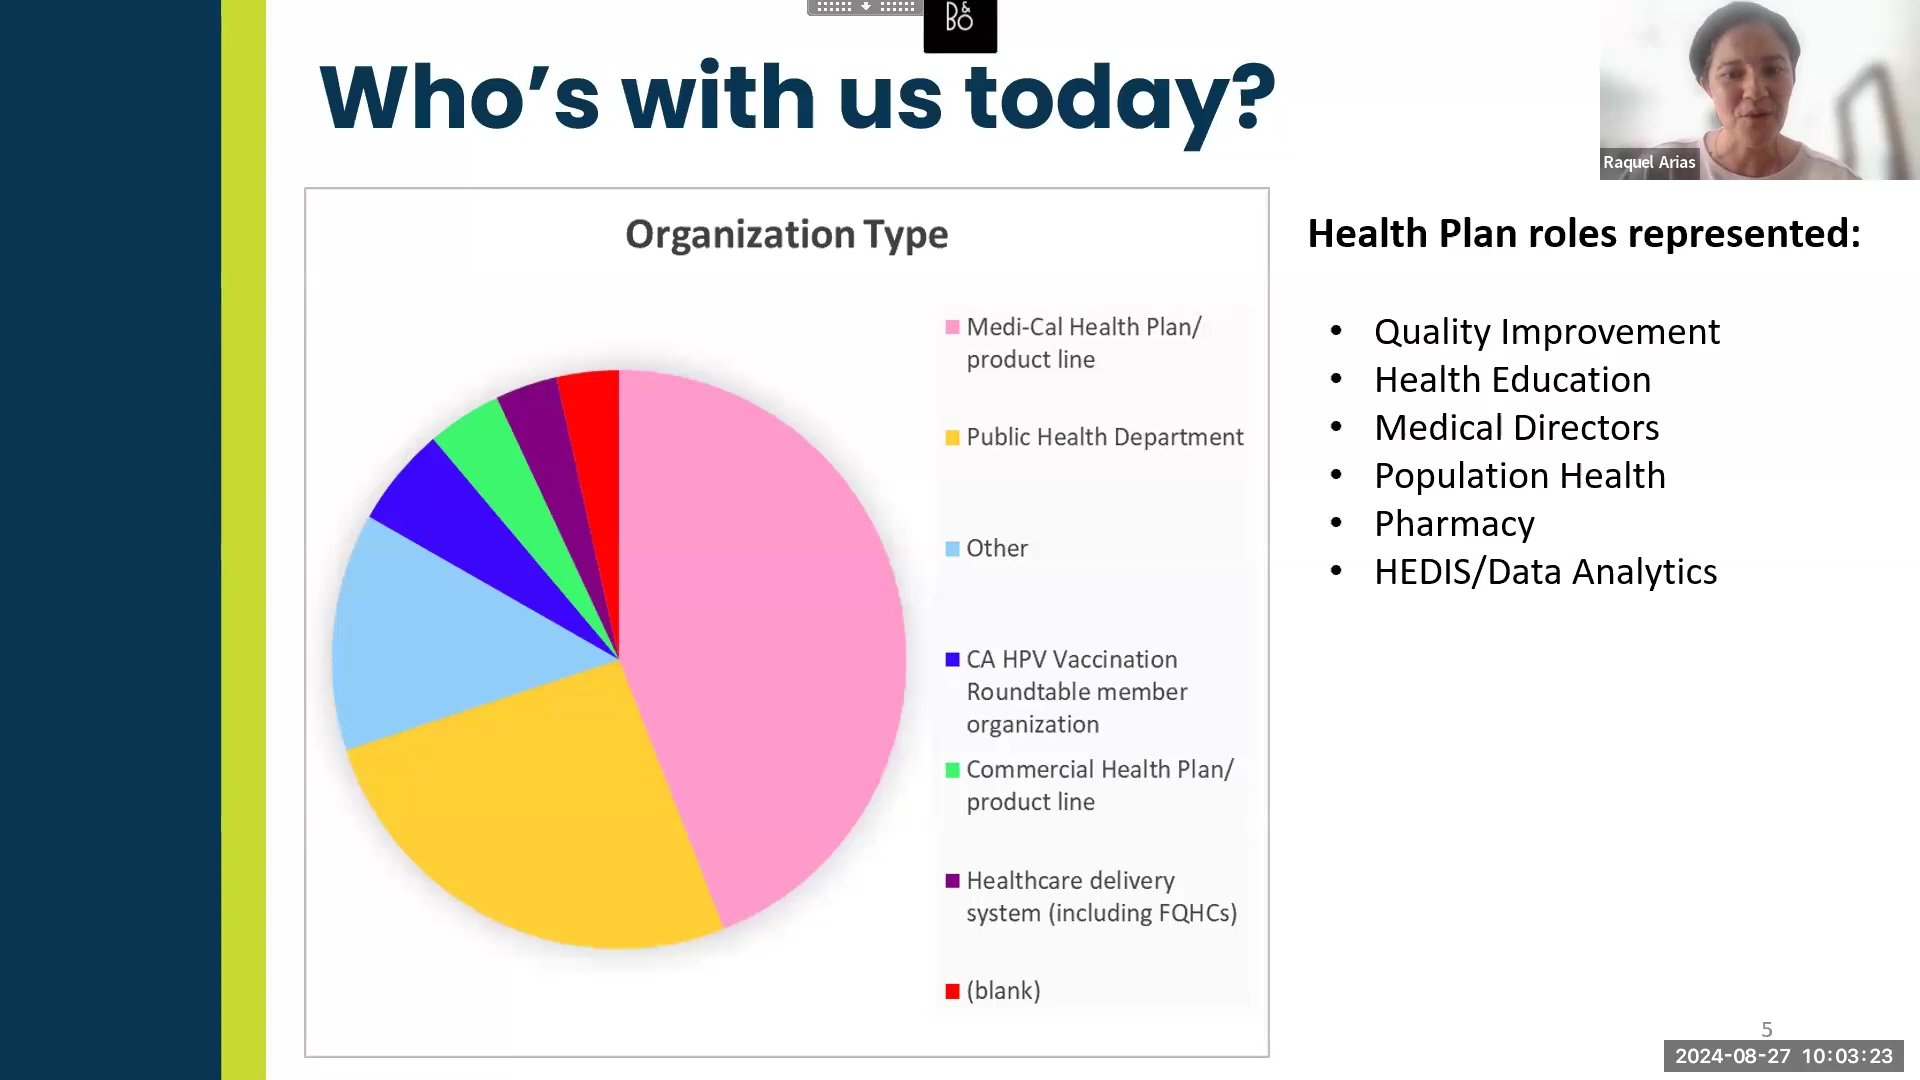 B&O
Who’s with us today?
Raquel Arias
Organization Type
Medi-Cal Health Plan/
product line
Public Health Department
Other
CA HPV Vaccination
Roundtable member
organization
Commercial Health Plan/
product line
Healthcare delivery
system (including FQHCs)
(blank)
Health Plan roles represented:
• Quality Improvement
• Health Education
• Medical Directors
• Population Health
• Pharmacy
• HEDIS/Data Analytics
5
2024-08-27 10:03:23